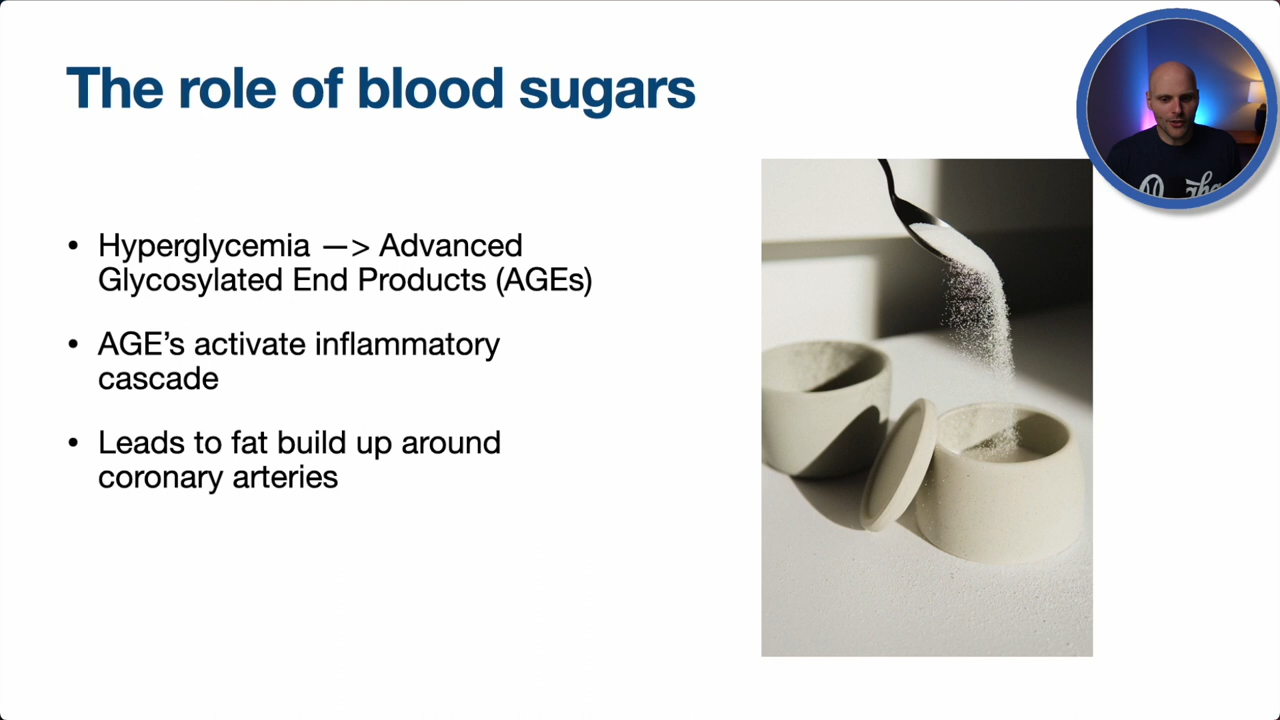 The role of blood sugars
• Hyperglycemia —> Advanced
Glycosylated End Products (AGEs)
• AGE’s activate inflammatory
cascade
• Leads to fat build up around
coronary arteries